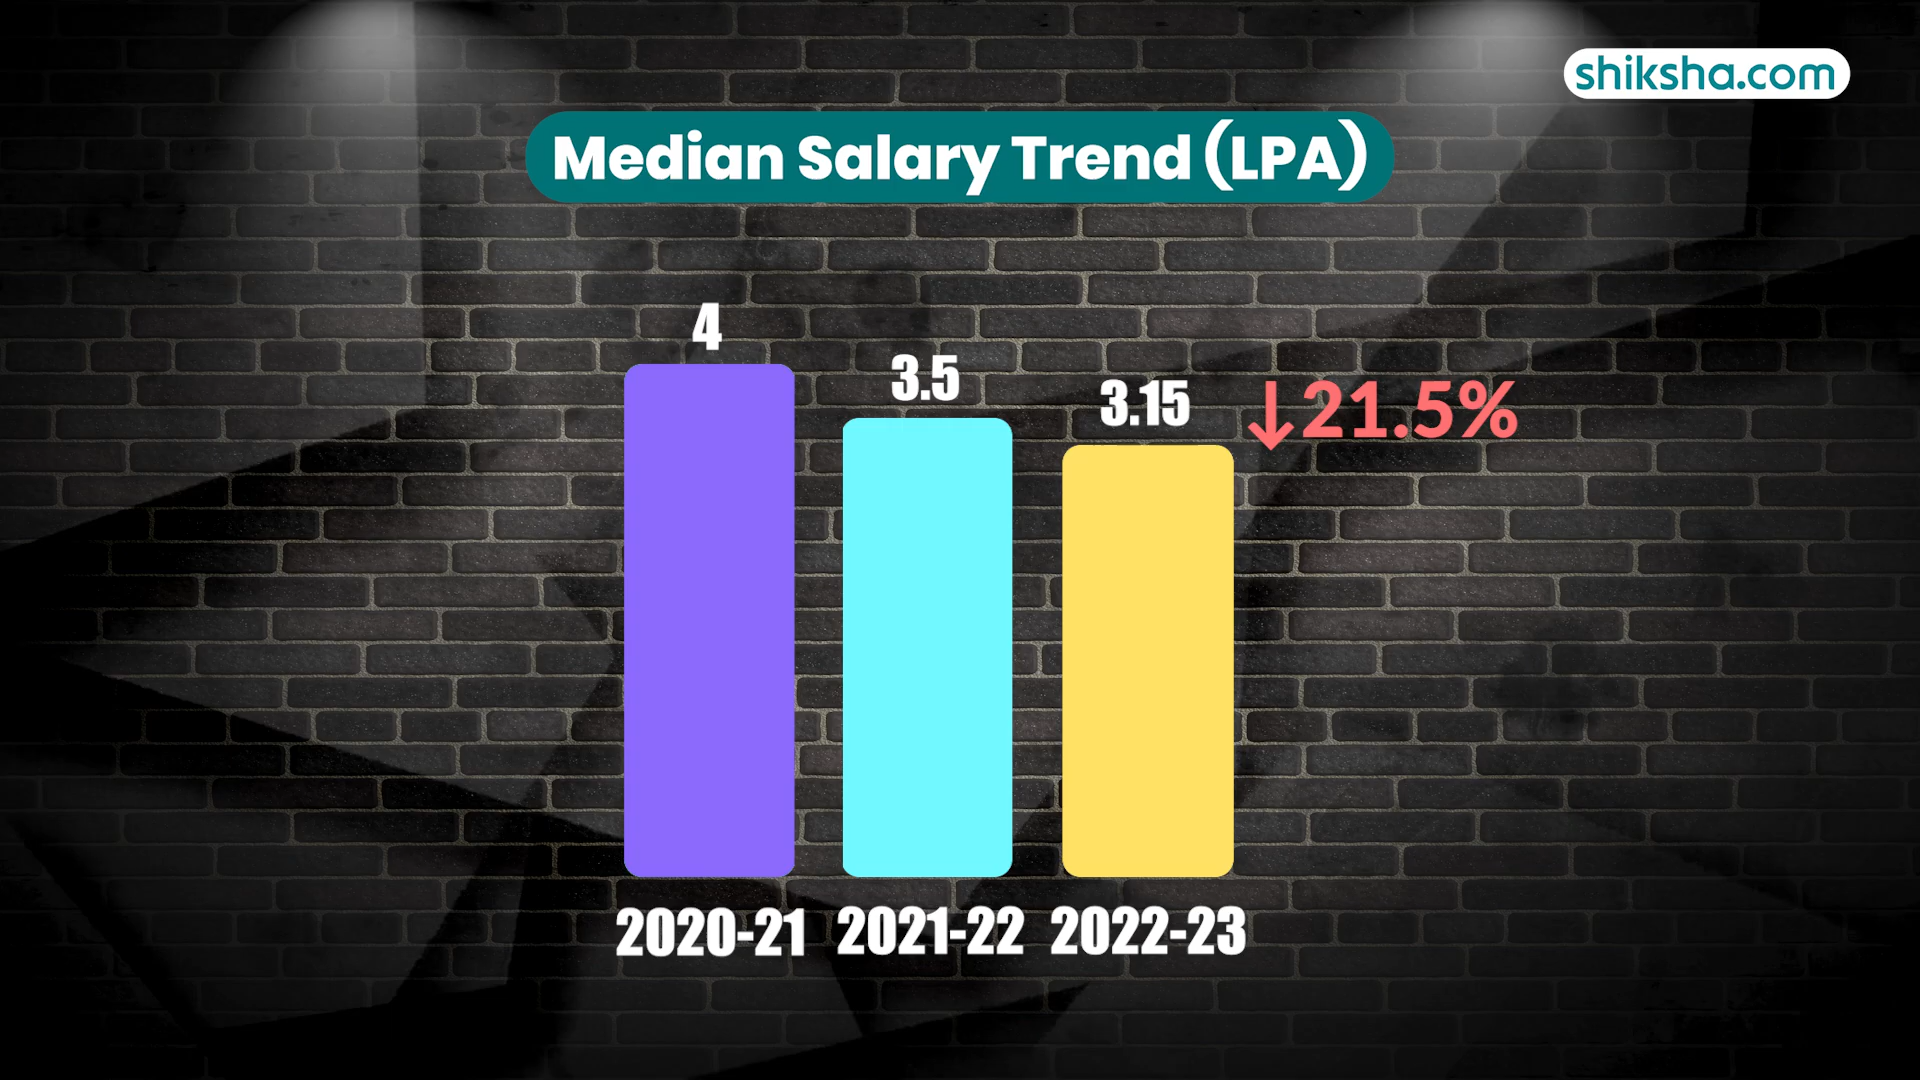 shiksha.com
Median Salary Trend (LPA)
4
3.5
3.15
↓21.5%
2020-21 2021-22 2022-23